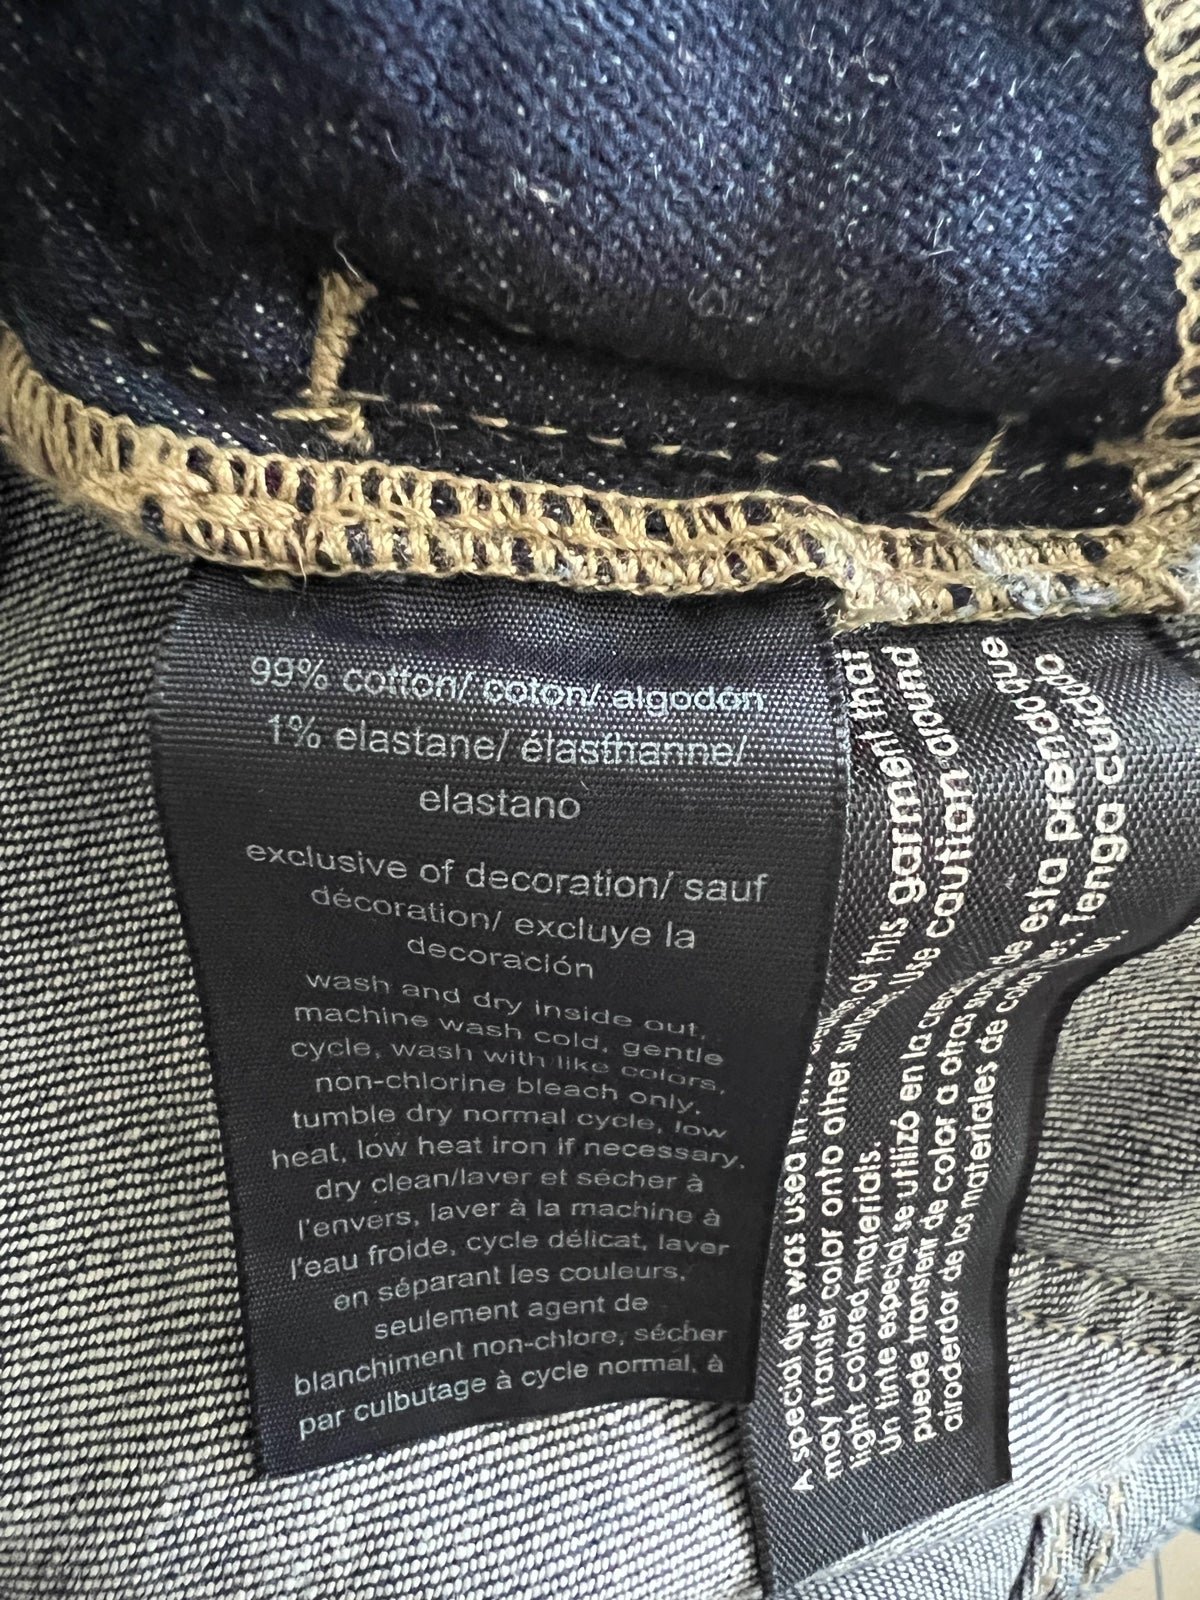 99% cotton/ coton/ algodón
1% elastane/ élasthanne/
elastano
exclusive of decoration/ sauf
décoration/ excluye la
decoración
wash and dry inside out,
machine wash cold, gentle
cycle, wash with like colors,
non-chlorine bleach only,
tumble dry normal cycle, low
heat, low heat iron if necessary,
dry clean/laver et sécher à
l'envers, laver à la machine à
l'eau froide, cycle délicat, laver
en séparant les couleurs,
seulement agent de
blanchiment non-chlore, sécher
par culbutage à cycle normal, à
A special dye was used in the of this garment that
may transfer color onto other Use caution around
light colored materials.
Un tinte especial se utilizó en la de esta prenda que
puede transferir de color a otras Tenga cuidado
alrededor de los materiales de